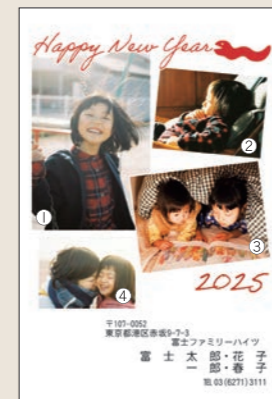 Happy New Year
①
②
③
④
2025
〒107-0052
東京都港区赤坂9-7-3
富士ファミリーハイツ
富士太郎・花子
一郎・春子
TEL 03 (6271) 3111